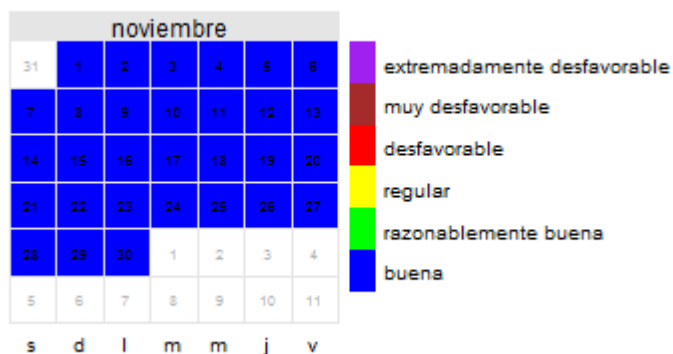 noviembre
31 1 2 3 4 5 6
7 8 9 10 11 12 13
14 15 16 17 18 19 20
21 22 23 24 25 26 27
28 29 30 1 2 3 4
5 6 7 8 9 10 11
s d l m m j v
extremadamente desfavorable
muy desfavorable
desfavorable
regular
razonablemente buena
buena